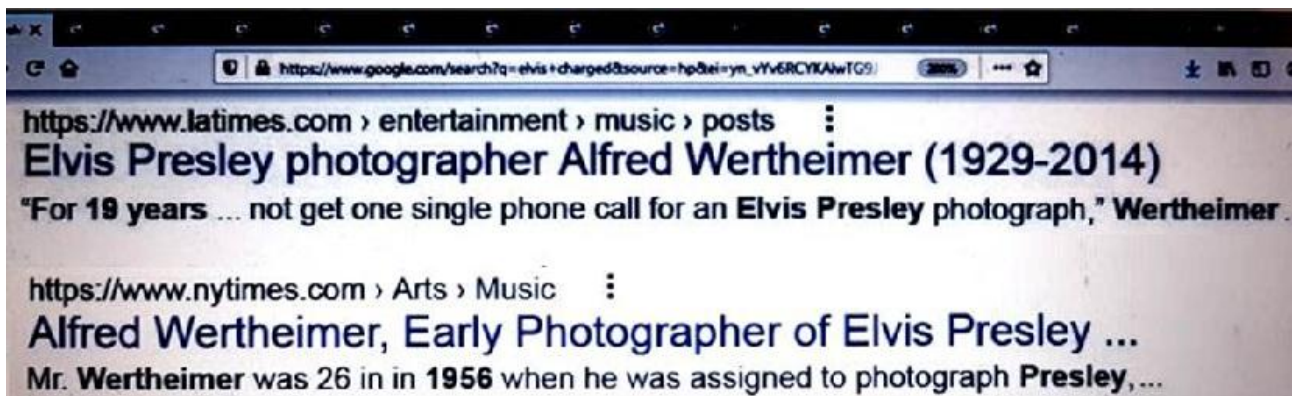 https://www.google.com/search?q=elvis+charged&source=hp&ei=yn_vYv6RCYKAIwTG9 200%
https://www.latimes.com › entertainment › music › posts
Elvis Presley photographer Alfred Wertheimer (1929-2014)
"For 19 years ... not get one single phone call for an Elvis Presley photograph," Wertheimer .
https://www.nytimes.com › Arts › Music
Alfred Wertheimer, Early Photographer of Elvis Presley ...
Mr. Wertheimer was 26 in in 1956 when he was assigned to photograph Presley,...